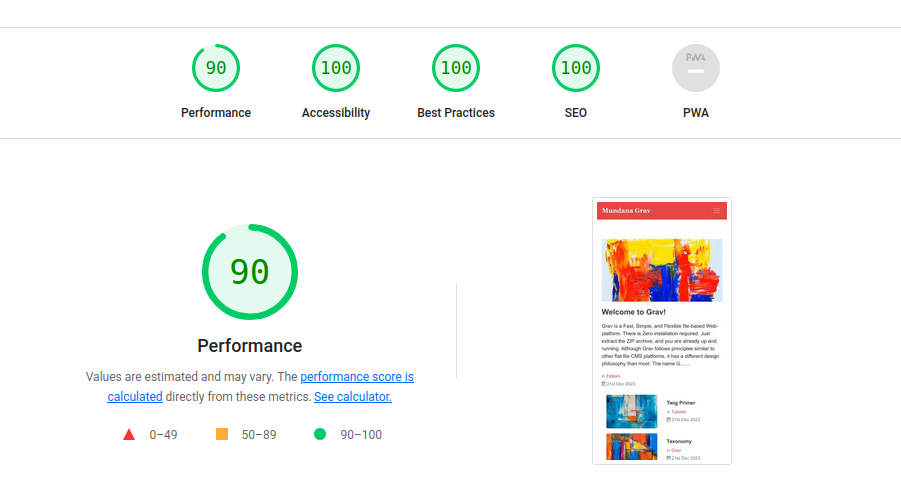 90
100
100
100
PWA
Performance
Accessibility
Best Practices
SEO
PWA
90
Performance
Values are estimated and may vary. The performance score is
calculated directly from these metrics. See calculator.
0–49
50–89
90–100
Mundana Grav
Welcome to Grav!
Grav is a Fast, Simple, and Flexible file-based Web-
platform. There is Zero installation required. Just
extract the ZIP archive, and you are already up and
running. Although Grav follows principles similar to
other flat-file CMS platforms, it has a different design
philosophy than most. The name G......
in Editors
21st Dec 2023
Twig Primer
in Tutorial
21st Dec 2023
Taxonomy
in Grav
21st Dec 2023